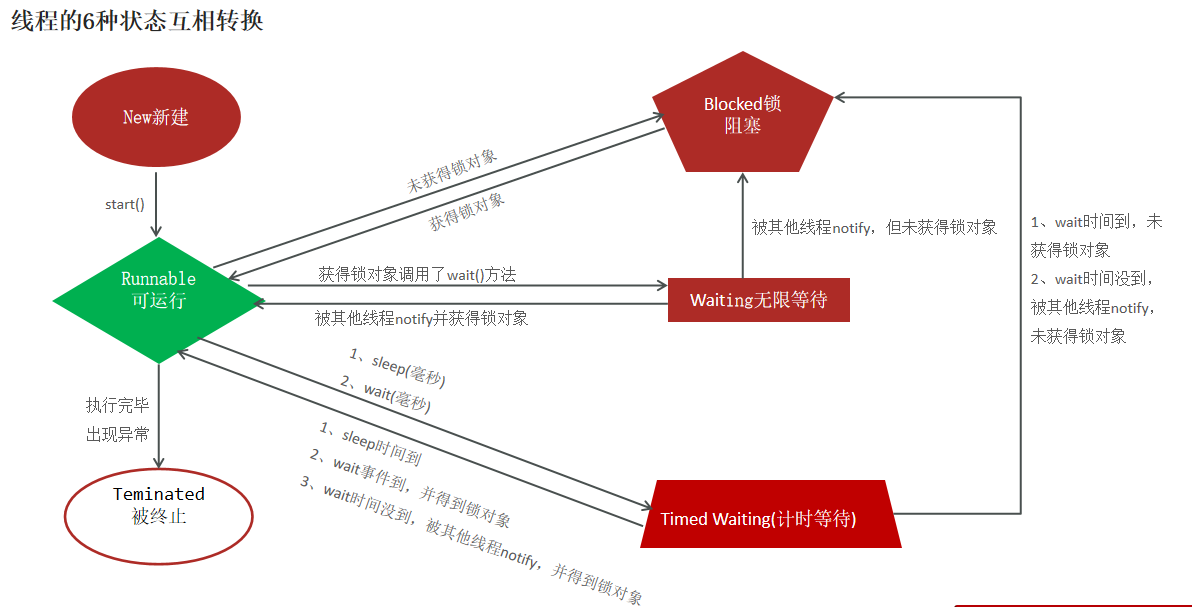 线程的6种状态互相转换
New新建
start()
Runnable
可运行
执行完毕
出现异常
Teminated
被终止
未获得锁对象
获得锁对象
获得锁对象调用了wait()方法
被其他线程notify并获得锁对象
1、sleep(毫秒)
2、wait(毫秒)
1、sleep时间到
2、wait事件到，并得到锁对象
3、wait时间没到，被其他线程notify，并得到锁对象
Blocked锁
阻塞
被其他线程notify，但未获得锁对象
Waiting无限等待
Timed Waiting(计时等待)
1、wait时间到，未
获得锁对象
2、wait时间没到，
被其他线程notify，
未获得锁对象